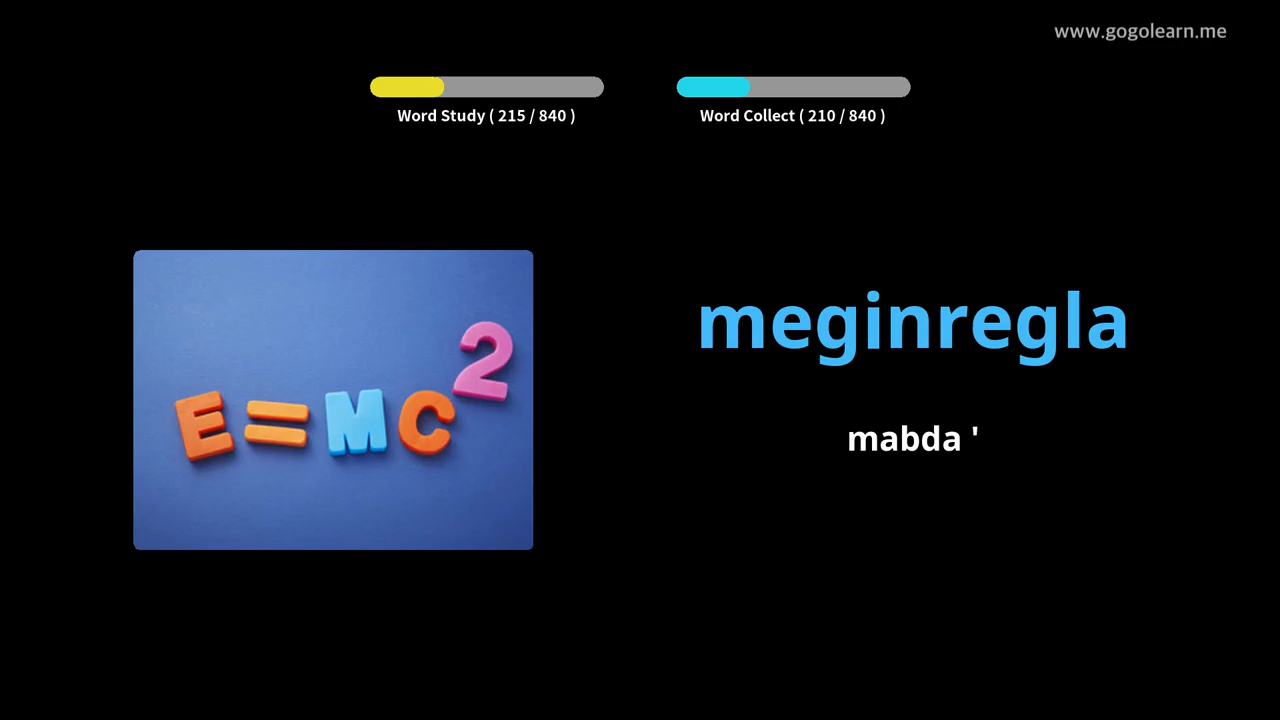 www.gogolearn.me
Word Study ( 215 / 840 )
Word Collect ( 210 / 840 )
E=MC2
meginregla
mabda '